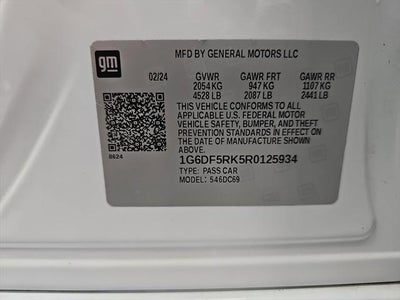 gm
MFD BY GENERAL MOTORS LLC
02/24 GVWR GAWR FRT GAWR RR
2054 KG 947 KG 1107 KG
4528 LB 2087 LB 2441 LB
THIS VEHICLE CONFORMS TO ALL
APPLICABLE U.S. FEDERAL MOTOR
VEHICLE SAFETY, BUMPER, AND THEFT
PREVENTION STANDARDS IN EFFECT ON THE
DATE OF MANUFACTURE SHOWN ABOVE.
8624
1G6DF5RK5R0125934
TYPE: PASS CAR
MODEL: 546DC69